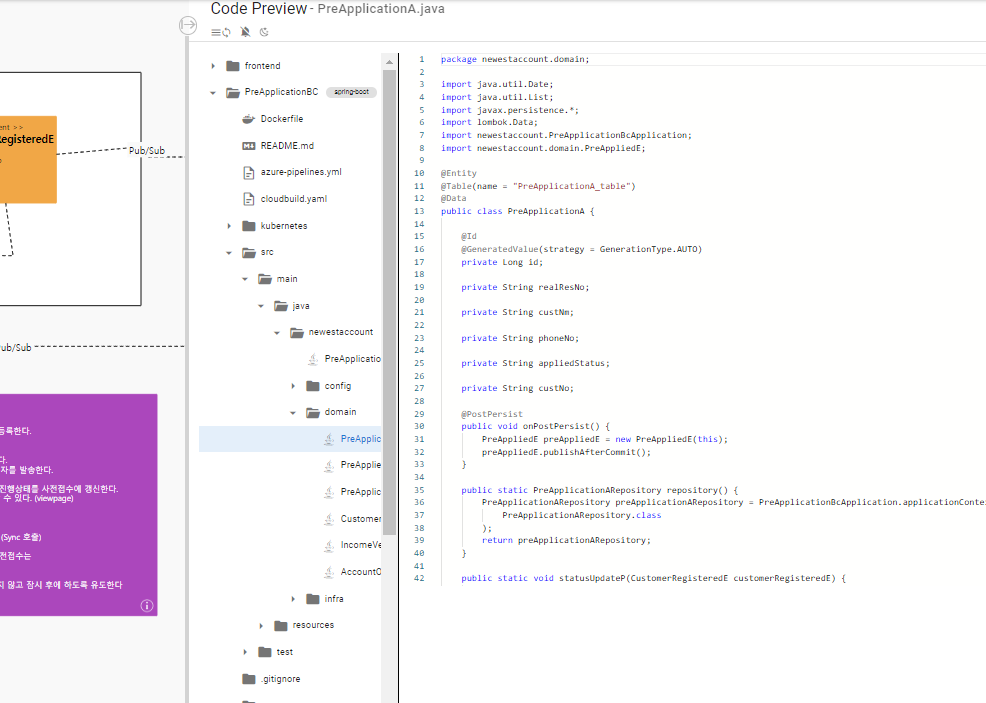 Code Preview - PreApplicationA.java
ent >>
RegisteredE
Pub/Sub
ub/Sub
등록한다.
다.
자를 발송한다.
진행상태를 사전접수에 갱신한다.
수 있다. (viewpage)
(Sync 호출)
전접수는
지 않고 잠시 후에 하도록 유도한다
frontend
PreApplicationBC spring-boot
Dockerfile
README.md
azure-pipelines.yml
cloudbuild.yaml
kubernetes
src
main
java
newestaccount
PreApplicatio
config
domain
PreApplic
PreApplie
PreApplic
Customer
IncomeVe
AccountO
infra
resources
test
.gitignore
1 package newestaccount.domain;
2
3 import java.util.Date;
4 import java.util.List;
5 import javax.persistence.*;
6 import lombok.Data;
7 import newestaccount.PreApplicationBcApplication;
8 import newestaccount.domain.PreAppliedE;
9
10 @Entity
11 @Table(name = "PreApplicationA_table")
12 @Data
13 public class PreApplicationA {
14
15 @Id
16 @GeneratedValue(strategy = GenerationType.AUTO)
17 private Long id;
18
19 private String realResNo;
20
21 private String custNm;
22
23 private String phoneNo;
24
25 private String appliedStatus;
26
27 private String custNo;
28
29 @PostPersist
30 public void onPostPersist() {
31 PreAppliedE preAppliedE = new PreAppliedE(this);
32 preAppliedE.publishAfterCommit();
33 }
34
35 public static PreApplicationARepository repository() {
36 PreApplicationARepository preApplicationARepository = PreApplicationBcApplication.applicationConte
37 PreApplicationARepository.class
38 );
39 return preApplicationARepository;
40 }
41
42 public static void statusUpdateP(CustomerRegisteredE customerRegisteredE) {